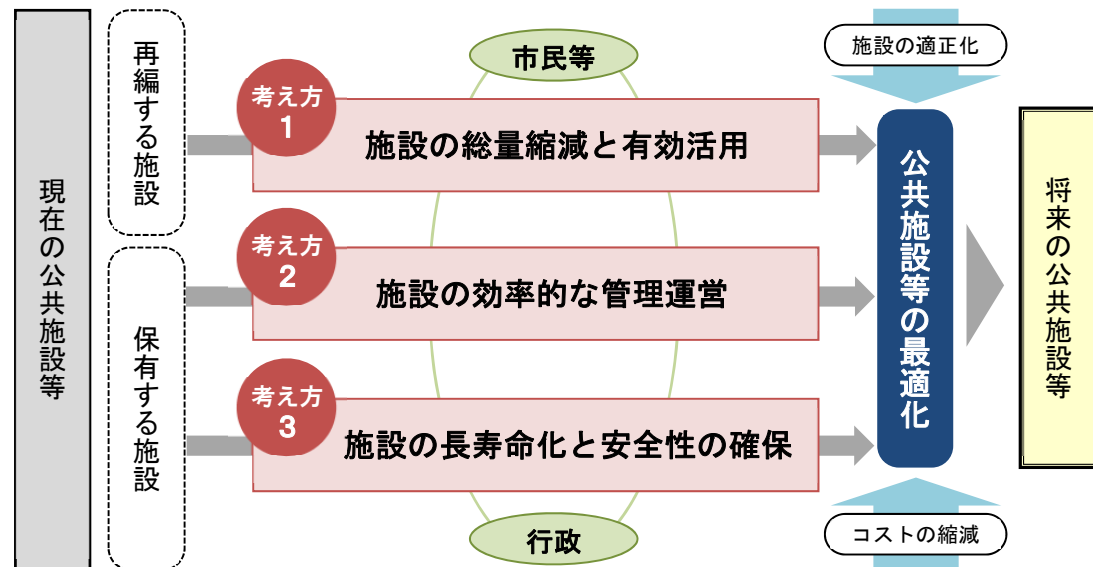 現在の公共施設等
再編する施設
保有する施設
市民等
考え方
1
施設の総量縮減と有効活用
考え方
2
施設の効率的な管理運営
考え方
3
施設の長寿命化と安全性の確保
行政
施設の適正化
公共施設等の最適化
コストの縮減
将来の公共施設等